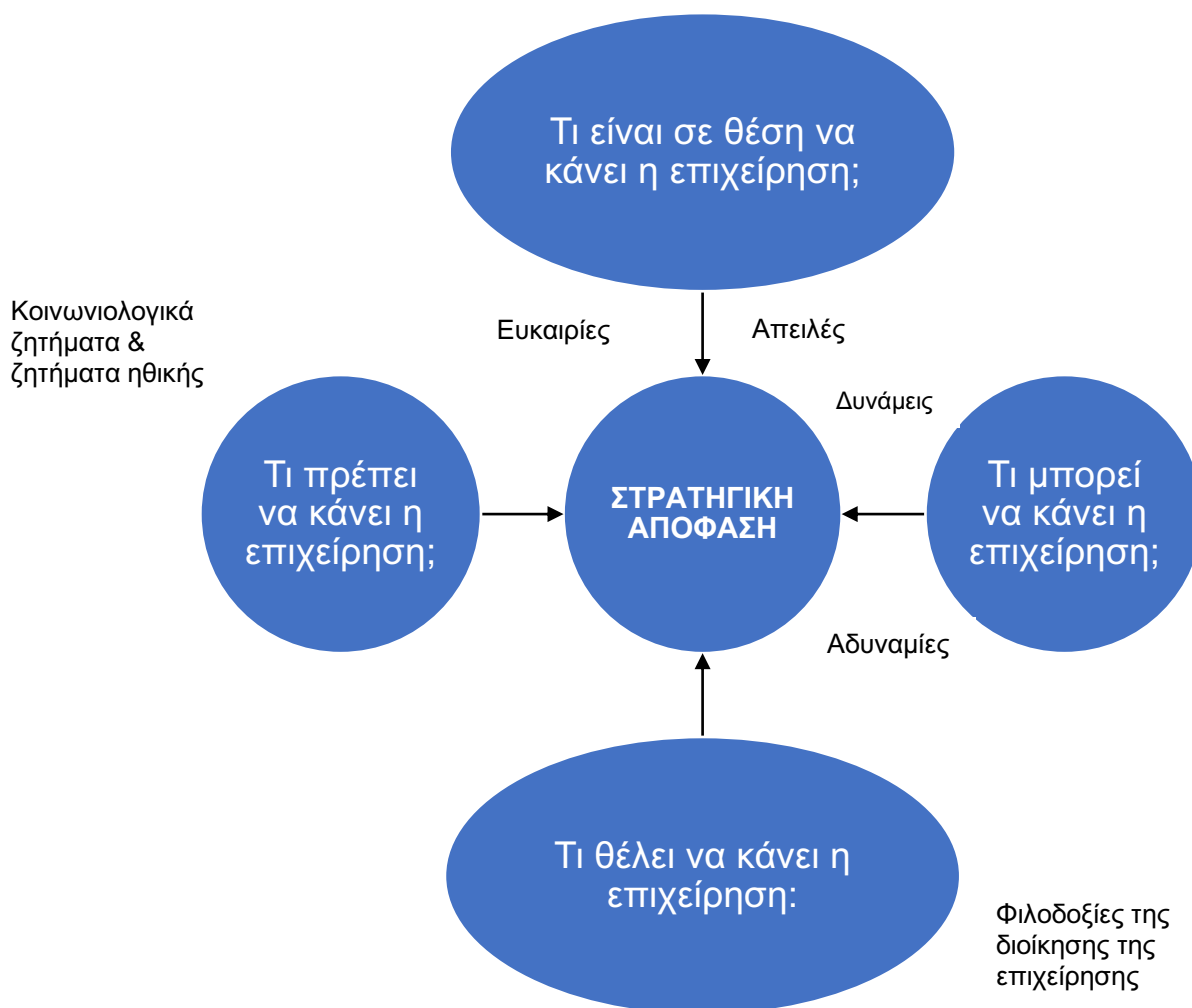 Τι είναι σε θέση να
κάνει η επιχείρηση;
Κοινωνιολογικά
ζητήματα &
ζητήματα ηθικής
Ευκαιρίες
Απειλές
Δυνάμεις
Τι πρέπει
να κάνει η
επιχείρηση;
ΣΤΡΑΤΗΓΙΚΗ
ΑΠΟΦΑΣΗ
Τι μπορεί
να κάνει η
επιχείρηση;
Αδυναμίες
Τι θέλει να κάνει η
επιχείρηση:
Φιλοδοξίες της
διοίκησης της
επιχείρησης